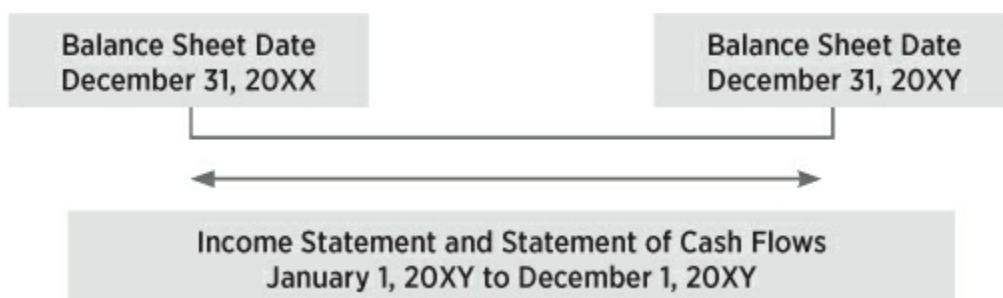 Balance Sheet Date
December 31, 20XX
Balance Sheet Date
December 31, 20XY
Income Statement and Statement of Cash Flows
January 1, 20XY to December 1, 20XY